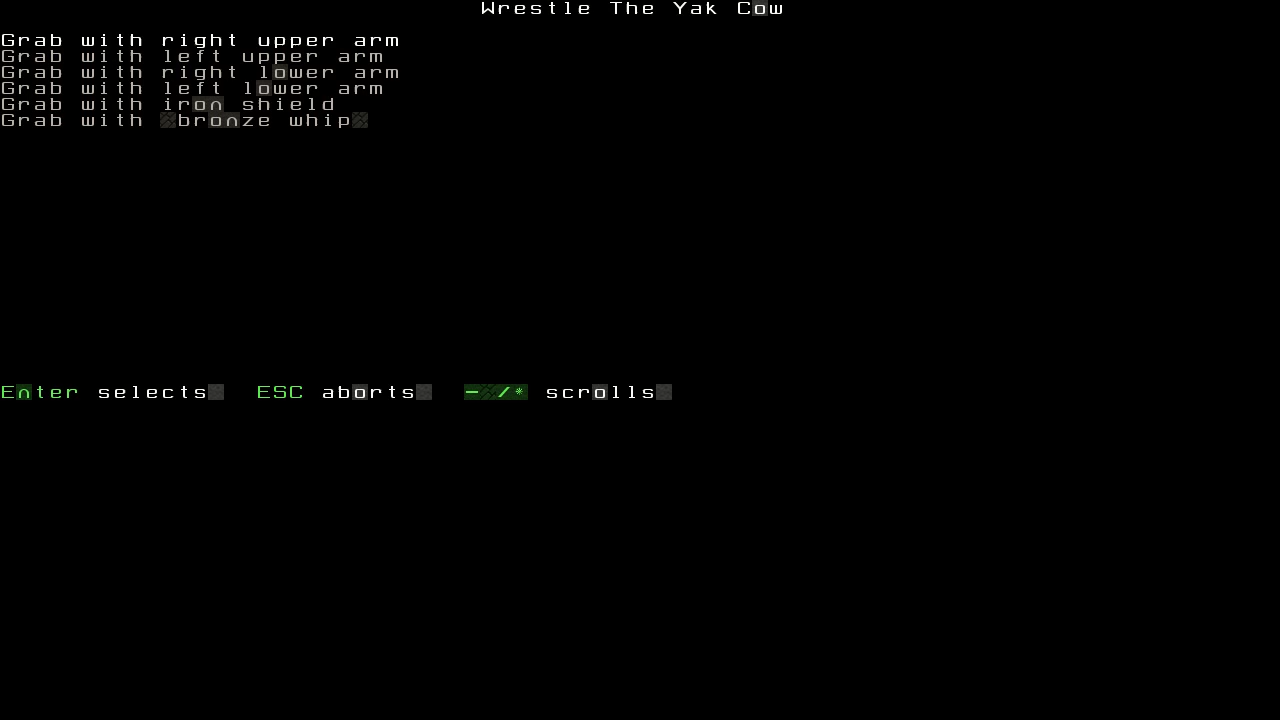 Wrestle The Yak Cow
Grab with right upper arm
Grab with left upper arm
Grab with right lower arm
Grab with left lower arm
Grab with iron shield
Grab with bronze whip
Enter selects ESC aborts -/* scrolls